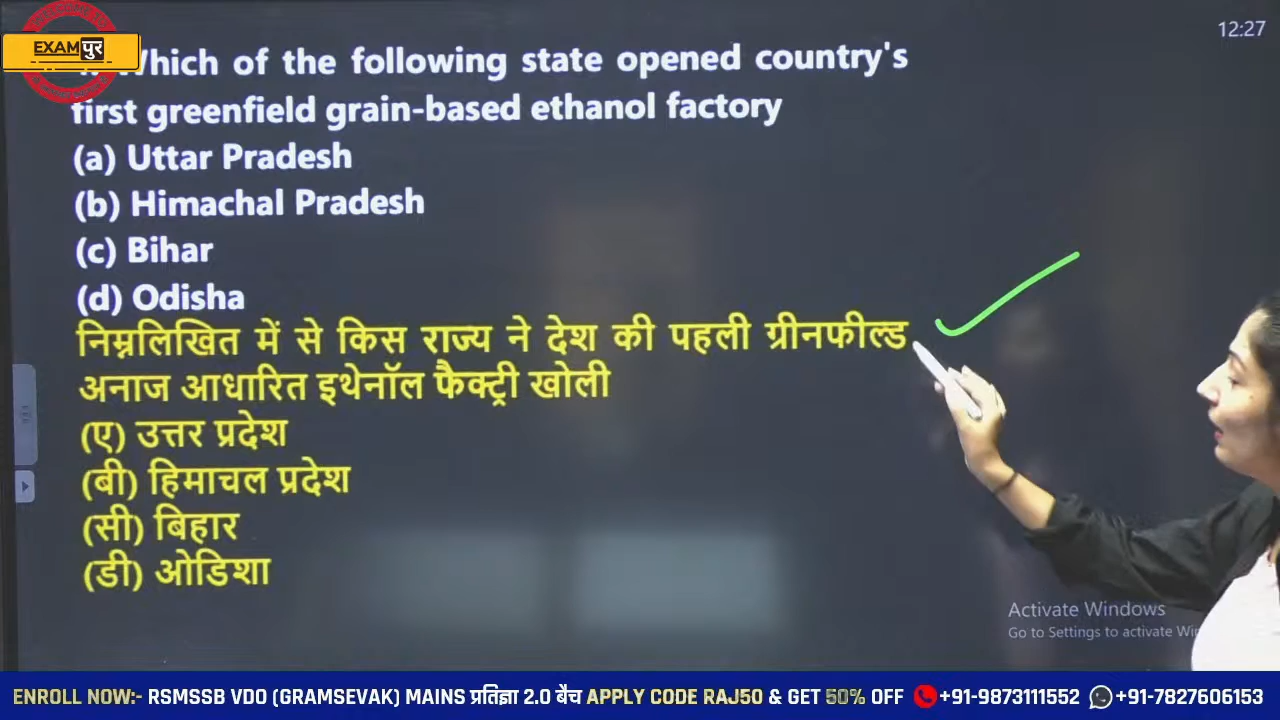 EXAMपुर
12:27
Which of the following state opened country's
first greenfield grain-based ethanol factory
(a) Uttar Pradesh
(b) Himachal Pradesh
(c) Bihar
(d) Odisha
निम्नलिखित में से किस राज्य ने देश की पहली ग्रीनफील्ड
अनाज आधारित इथेनॉल फैक्ट्री खोली
(ए) उत्तर प्रदेश
(बी) हिमाचल प्रदेश
(सी) बिहार
(डी) ओडिशा
Activate Windows
Go to Settings to activate
ENROLL NOW:- RSMSSB VDO (GRAMSEVAK) MAINS प्रतिज्ञा 2.0 बैच APPLY CODE RAJ50 & GET 50% OFF +91-9873111552 +91-7827606153